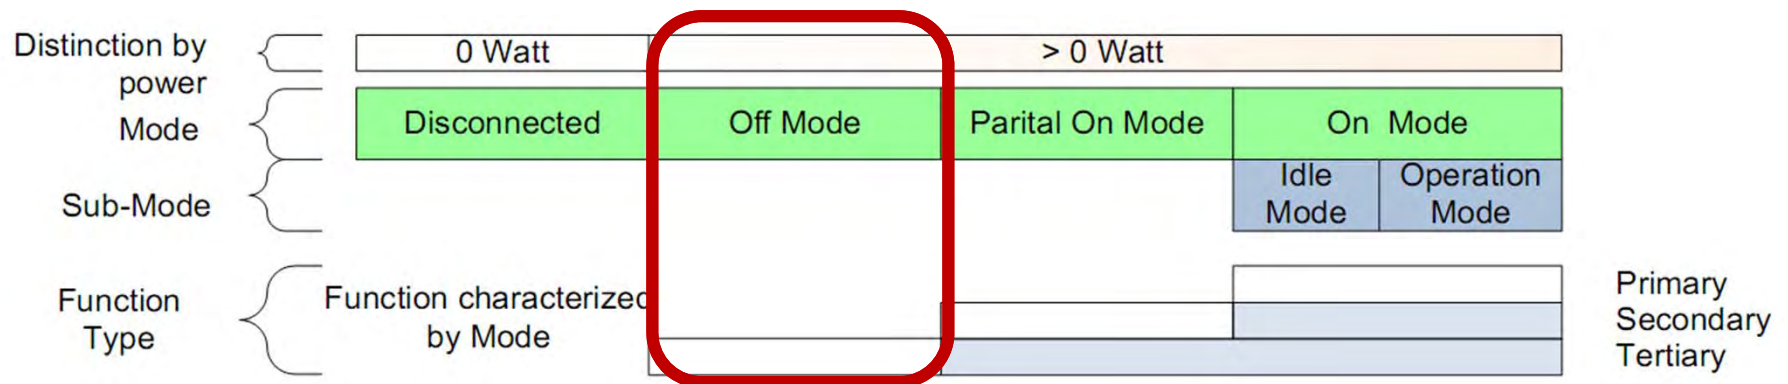 Distinction by
power
0 Watt
> 0 Watt
Mode
Disconnected
Off Mode
Parital On Mode
On Mode
Sub-Mode
Idle
Mode
Operation
Mode
Function
Type
Function characterized
by Mode
Primary
Secondary
Tertiary